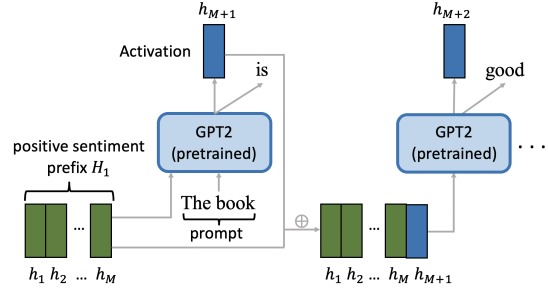 h_{M+1}
h_{M+2}
Activation
is
good
GPT2
(pretrained)
GPT2
(pretrained)
...
positive sentiment
prefix H_1
The book
prompt
...
⊕
...
h_1 h_2 ... h_M
h_1 h_2 ... h_M h_{M+1}